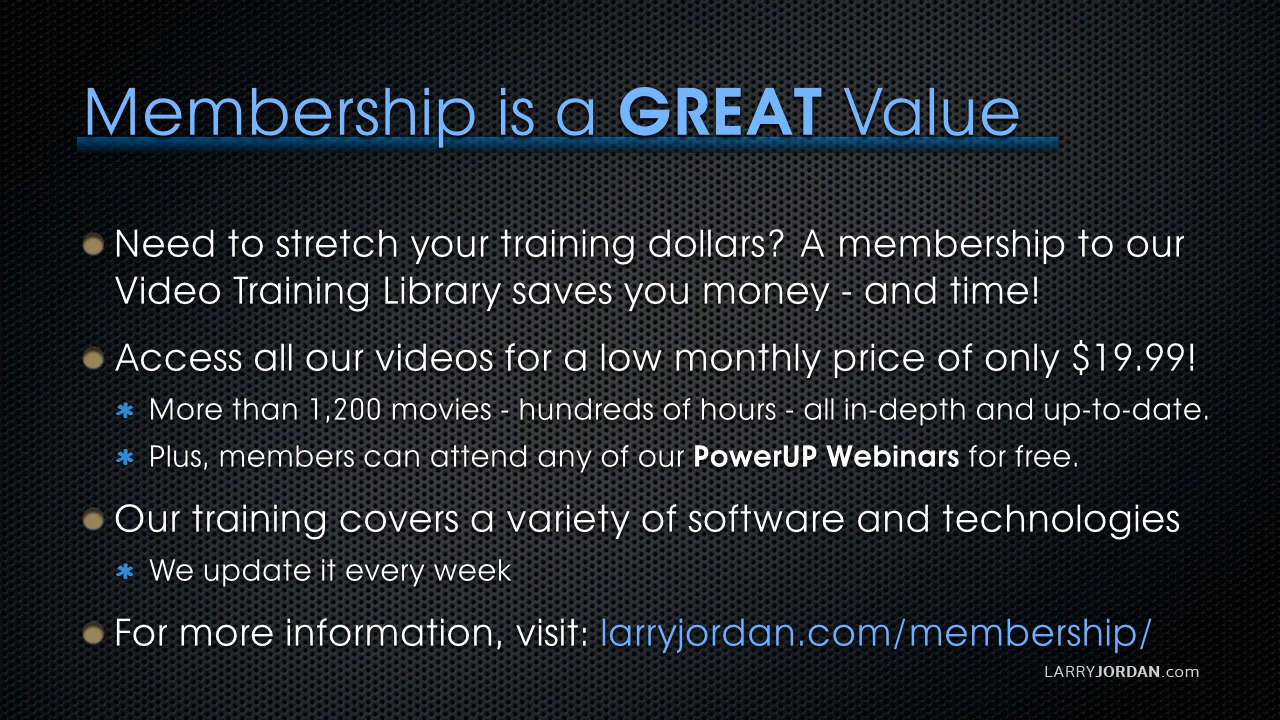 Membership is a GREAT Value
Need to stretch your training dollars? A membership to our
Video Training Library saves you money - and time!
Access all our videos for a low monthly price of only $19.99!
More than 1,200 movies - hundreds of hours - all in-depth and up-to-date.
Plus, members can attend any of our PowerUP Webinars for free.
Our training covers a variety of software and technologies
We update it every week
For more information, visit: larryjordan.com/membership/
LARRYJORDAN.com